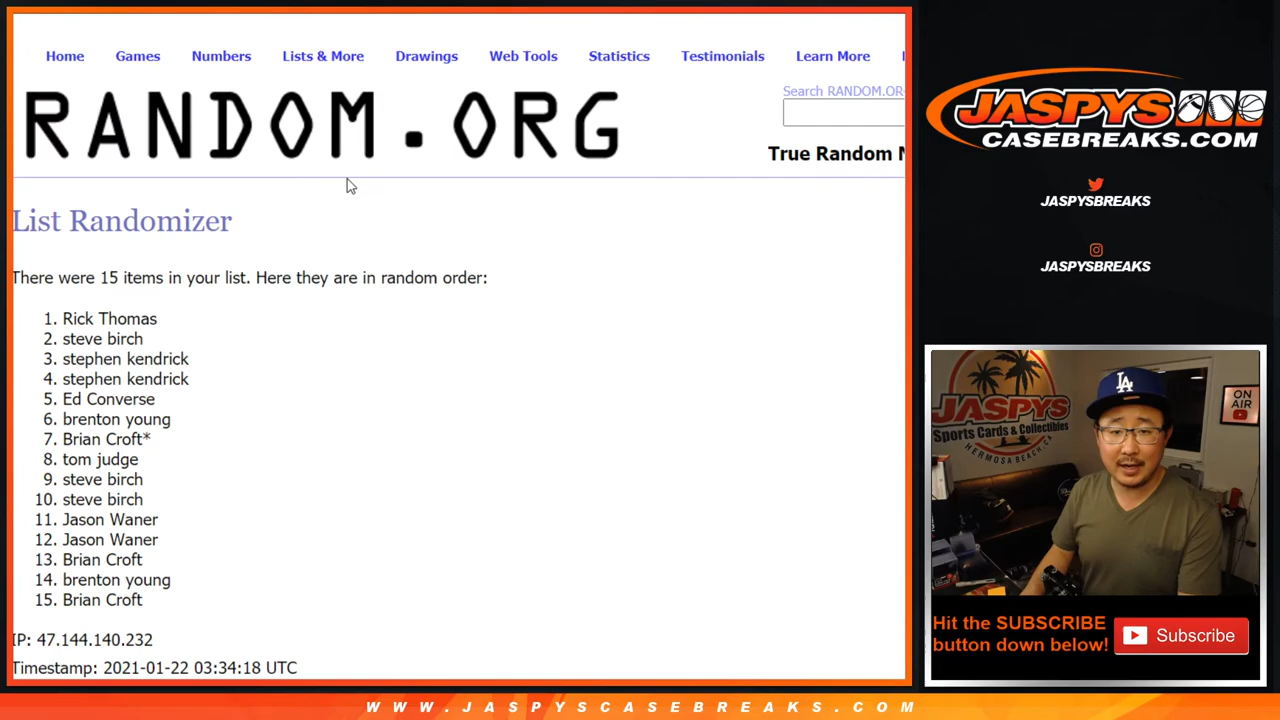 Home Games Numbers Lists & More Drawings Web Tools Statistics Testimonials Learn More
RANDOM.ORG
Search RANDOM.OR
True Random
List Randomizer
There were 15 items in your list. Here they are in random order:
1. Rick Thomas
2. steve birch
3. stephen kendrick
4. stephen kendrick
5. Ed Converse
6. brenton young
7. Brian Croft*
8. tom judge
9. steve birch
10. steve birch
11. Jason Waner
12. Jason Waner
13. Brian Croft
14. brenton young
15. Brian Croft
IP: 47.144.140.232
Timestamp: 2021-01-22 03:34:18 UTC
JASPYS
CASEBREAKS.COM
JASPYSBREAKS
JASPYSBREAKS
JASPYS
Sports Cards & Collectibles
HERMOSA BEACH, CA
LA
ON
AIR
Hit the SUBSCRIBE
button down below!
Subscribe
WWW.JASPYSCASEBREAKS.COM